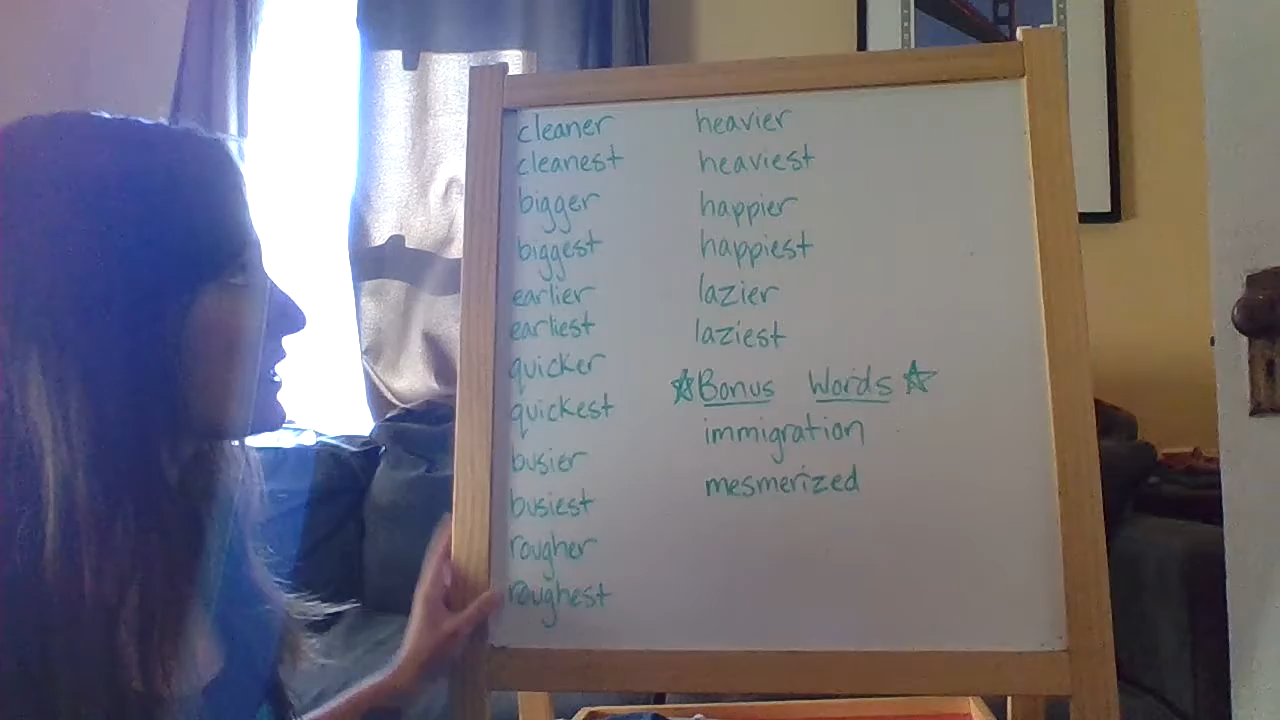 cleaner
cleanest
bigger
biggest
earlier
earliest
quicker
quickest
busier
busiest
rougher
roughest
heavier
heaviest
happier
happiest
lazier
laziest
☆Bonus Words☆
immigration
mesmerized